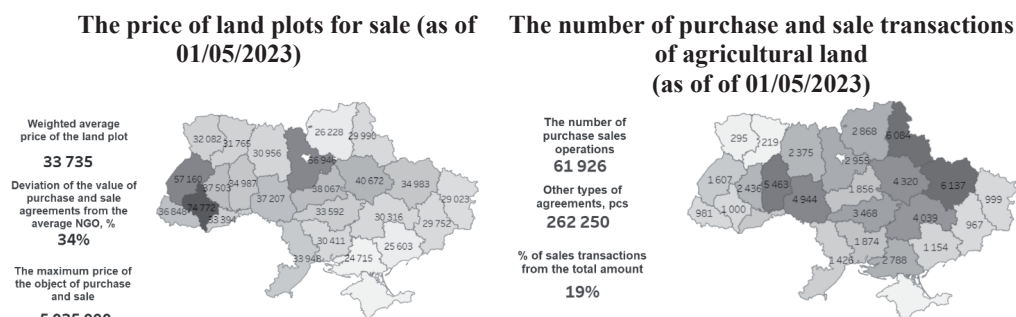 The price of land plots for sale (as of
01/05/2023)
Weighted average
price of the land plot
33 735
Deviation of the value of
purchase and sale
agreements from the
average NGO, %
34%
The maximum price of
the object of purchase
and sale
32 082
31 765
30 956
26 228
29 990
57 160
37 503
34 987
56 946
38 067
40 672
34 983
29 023
36 848
74 772
33 394
37 207
33 592
30 316
29 752
30 411
25 603
33 948
24 715
The number of purchase and sale transactions
of agricultural land
(as of of 01/05/2023)
The number of
purchase sales
operations
61 926
Other types of
agreements, pcs
262 250
% of sales transactions
from the total amount
19%
295
219
2 375
2 868
6 084
1 607
2 436
5 463
2 955
1 856
4 320
6 137
999
981
1 000
4 944
3 468
4 039
967
1 874
1 154
1 426
2 788